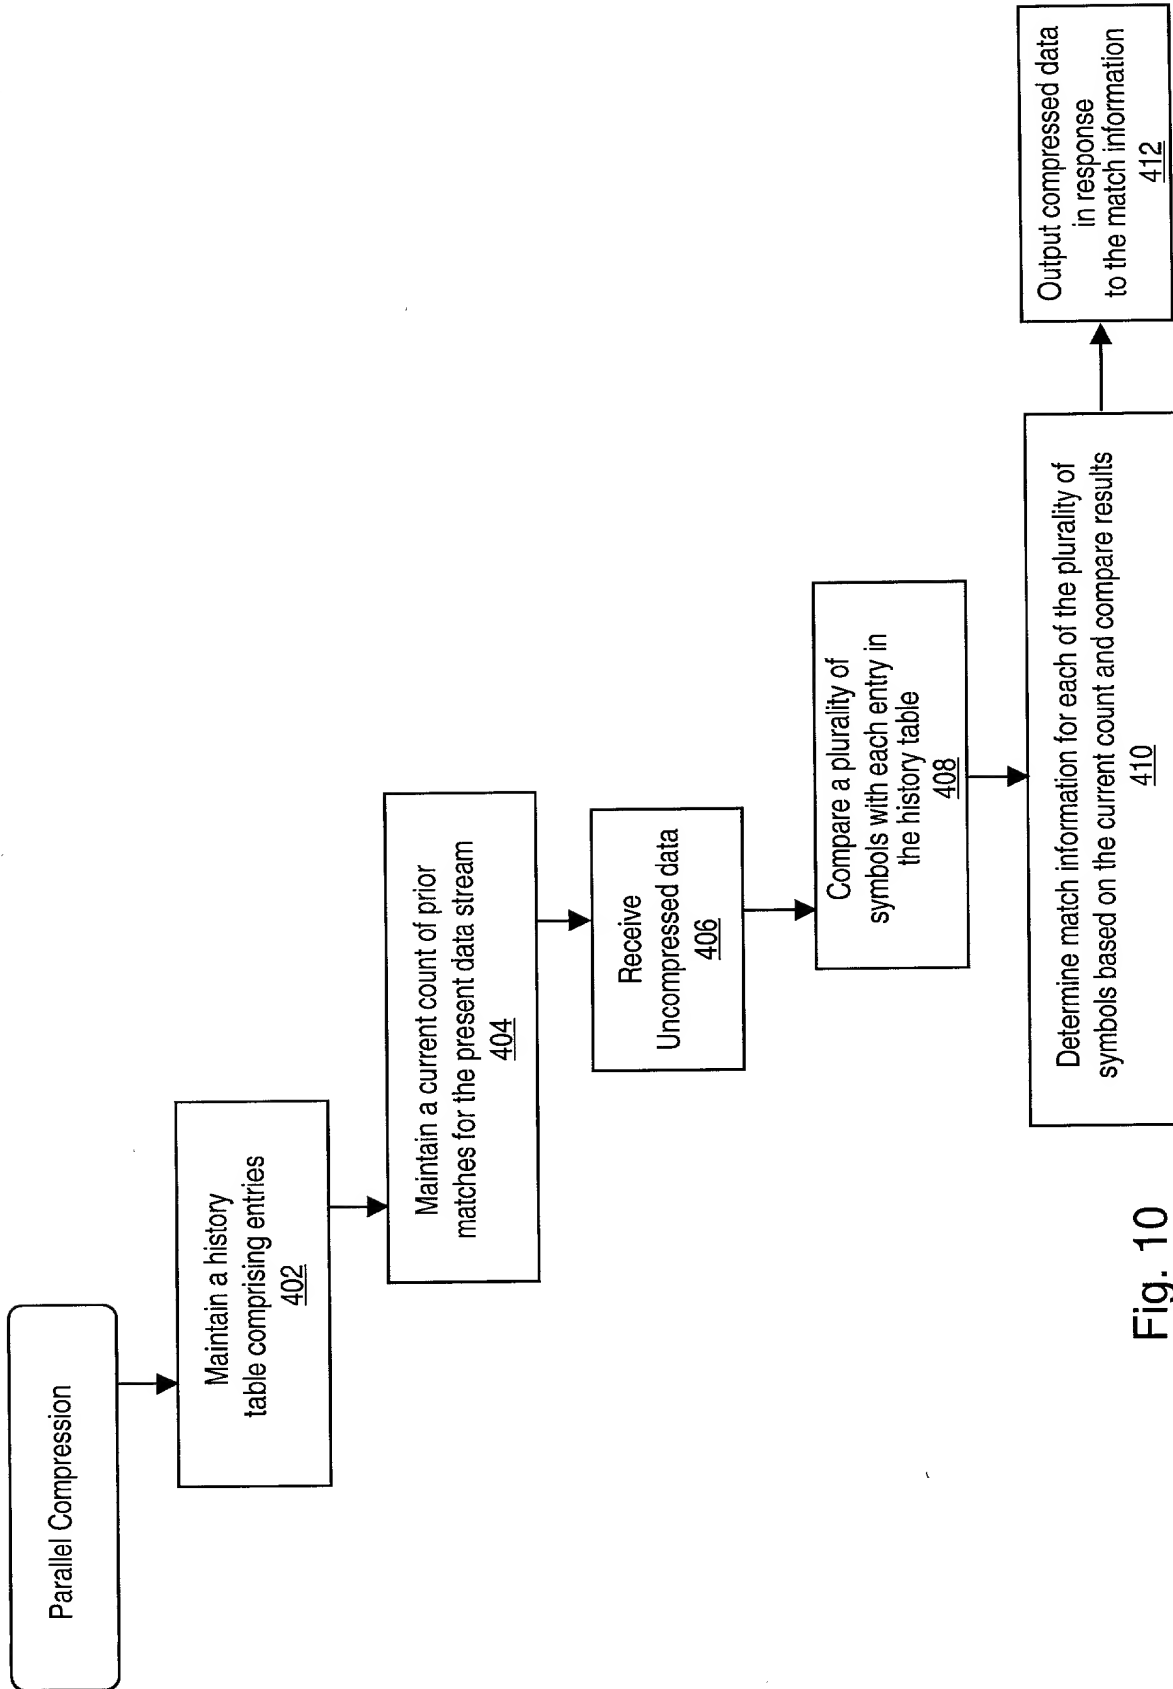 Parallel Compression
Maintain a history
table comprising entries
402
Maintain a current count of prior
matches for the present data stream
404
Receive
Uncompressed data
406
Compare a plurality of
symbols with each entry in
the history table
408
Determine match information for each of the plurality of
symbols based on the current count and compare results
410
Output compressed data
in response
to the match information
412
Fig. 10